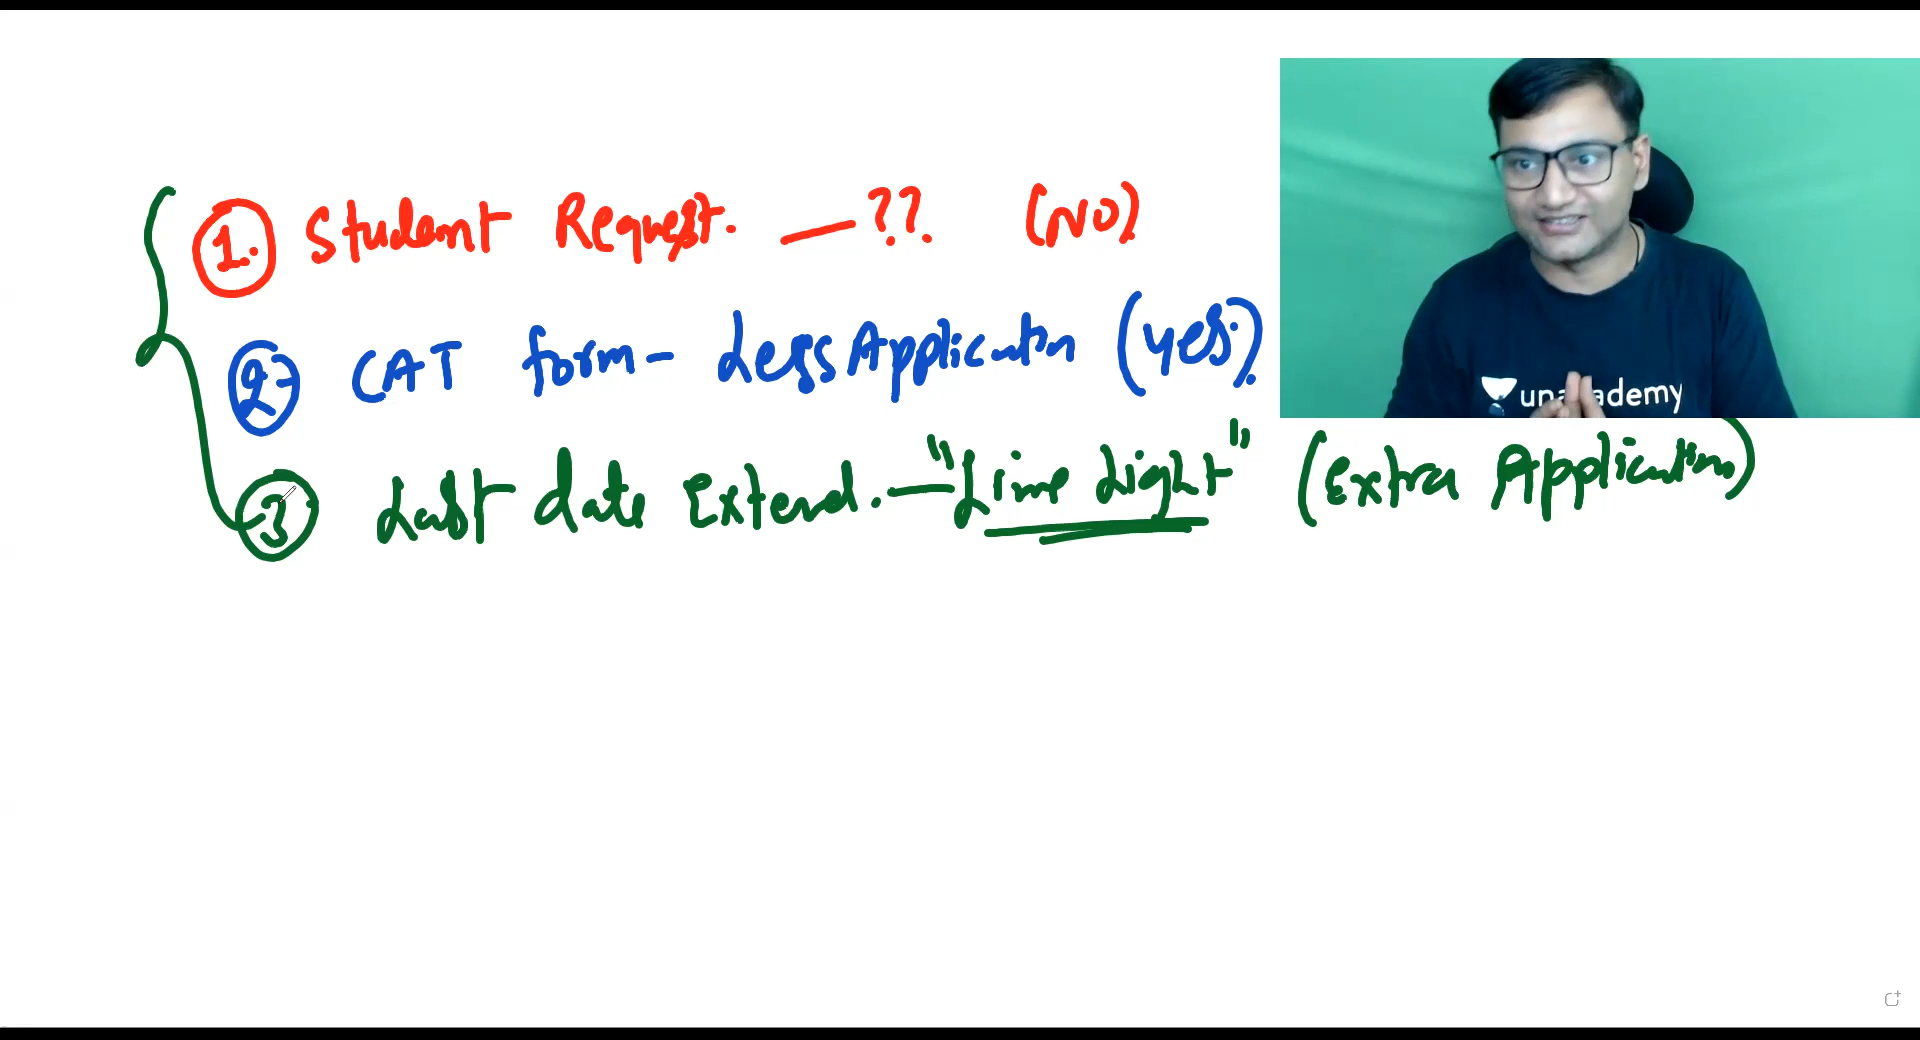 1. Student Request. — ?? (NO)
2. CAT form - Less Application (Yes).
3 Last date Extend. — "Lime Light" (Extra Application)
unacademy